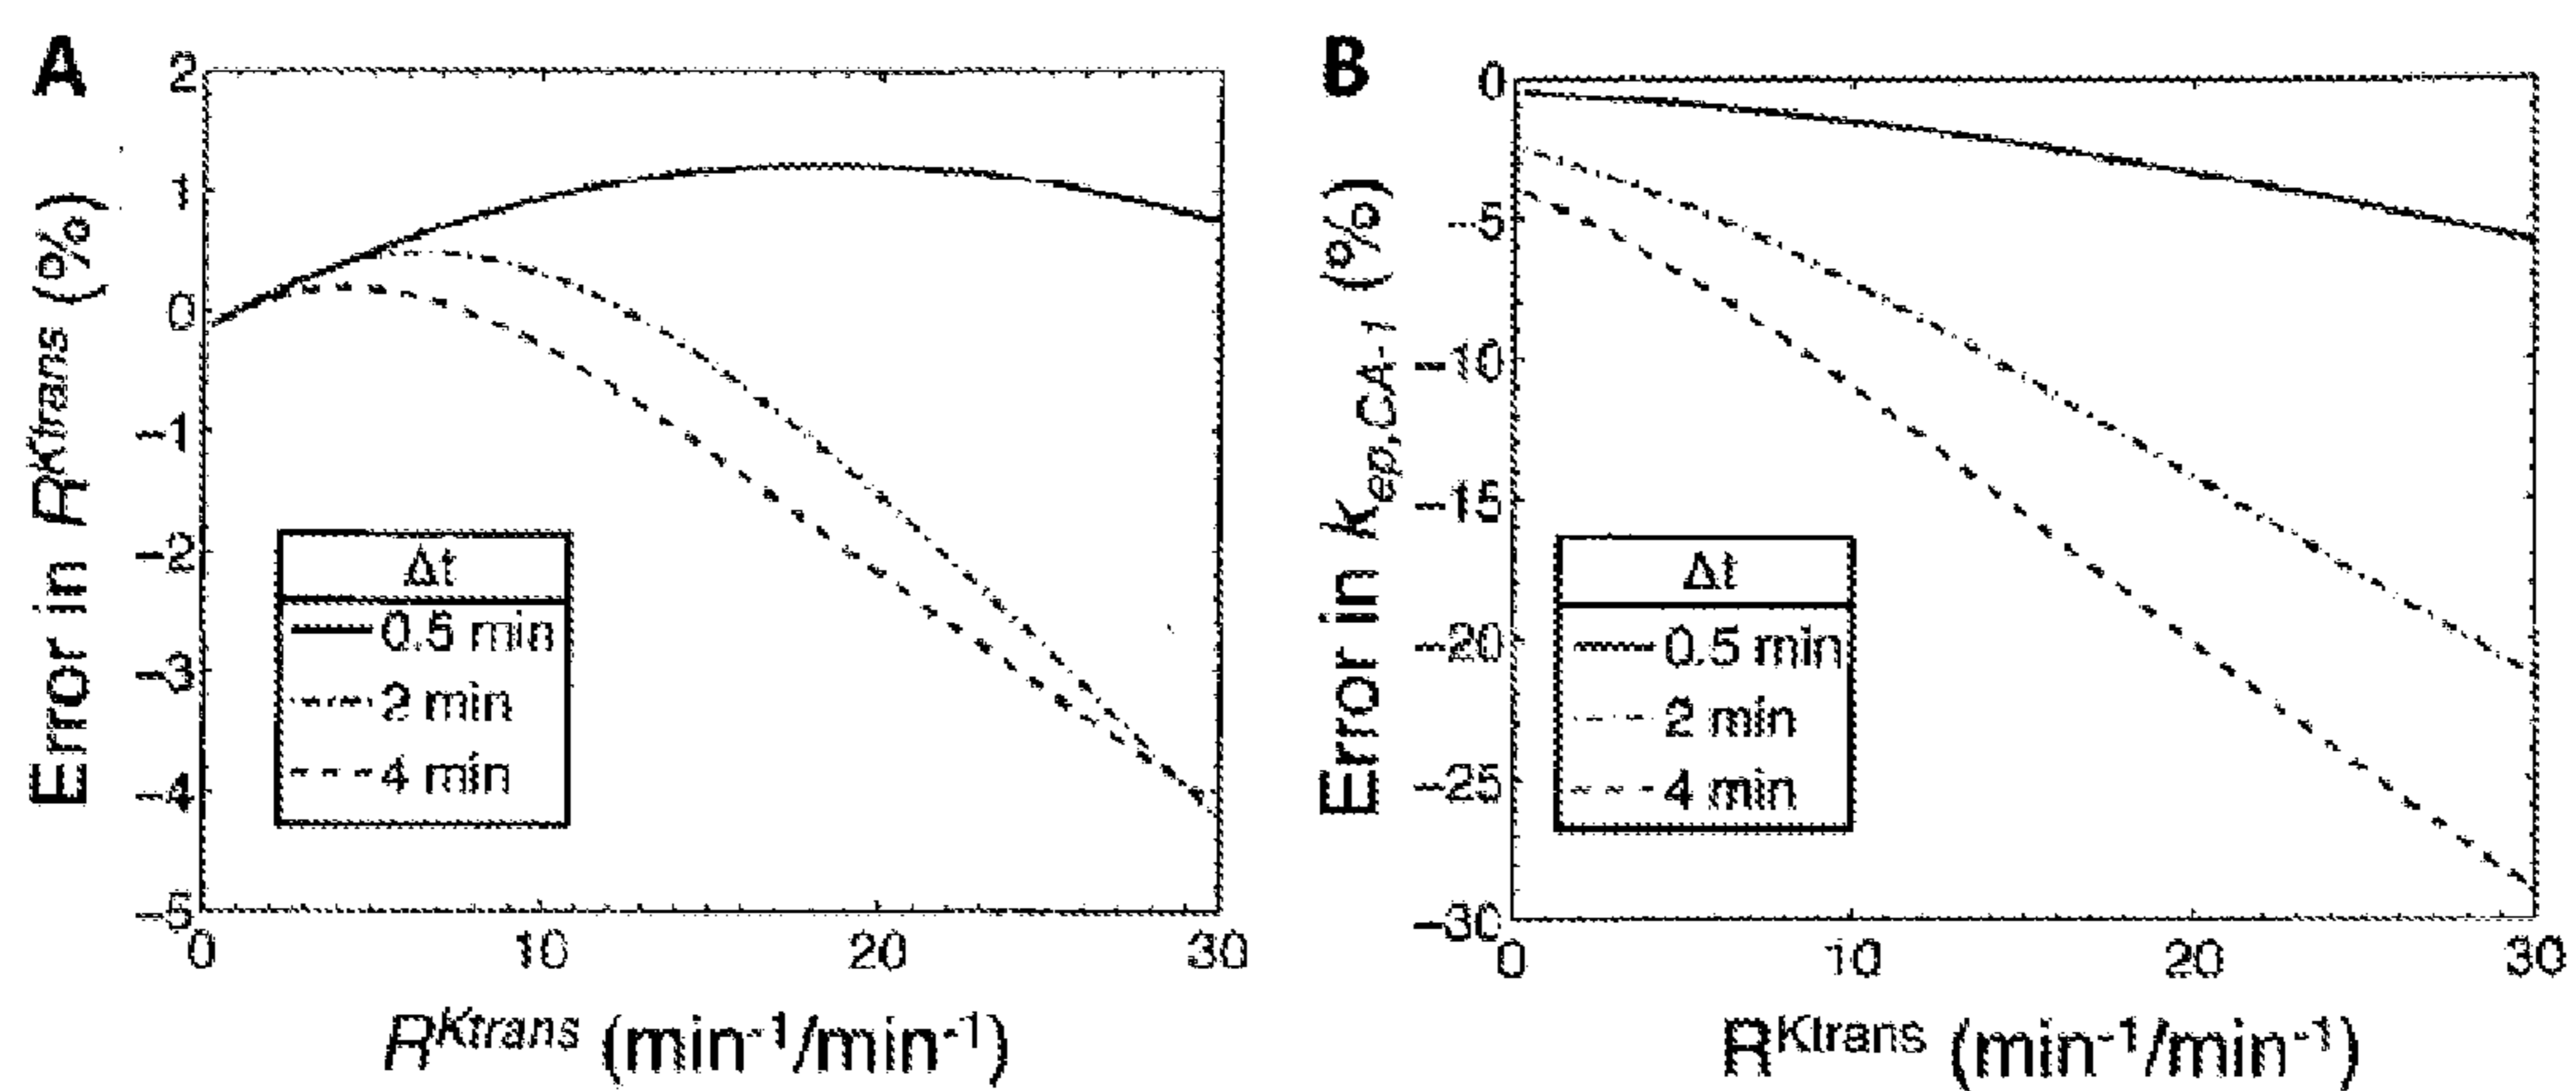 A
Error in R^Ktrans (%)
2
1
0
-1
-2
-3
-4
-5
Δt
0.5 min
2 min
4 min
0 10 20 30
R^Ktrans (min-1/min-1)
B
Error in k_ep,CA-1 (%)
0
-5
-10
-15
-20
-25
-30
Δt
0.5 min
2 min
4 min
0 10 20 30
R^Ktrans (min-1/min-1)